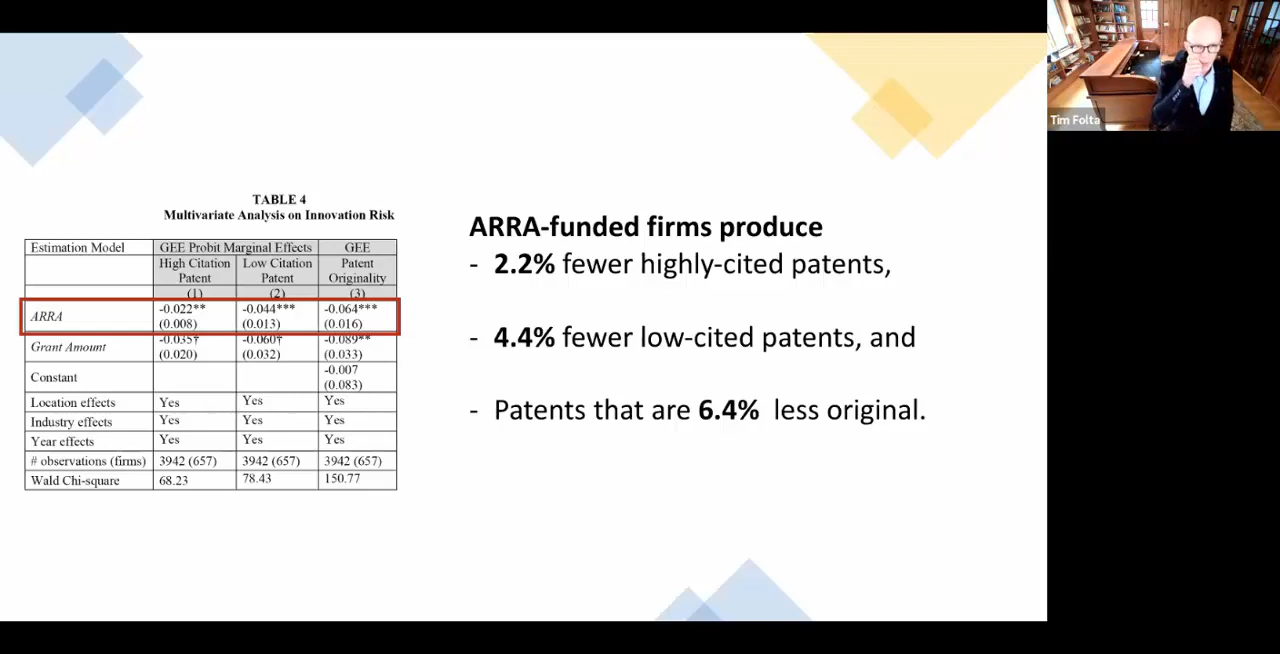 Tim Folta
TABLE 4
Multivariate Analysis on Innovation Risk
Estimation Model GEE Probit Marginal Effects GEE
High Citation Patent Low Citation Patent Patent Originality
(1) (2) (3)
ARRA -0.022** -0.044*** -0.064***
(0.008) (0.013) (0.016)
Grant Amount -0.035† -0.060† -0.089**
(0.020) (0.032) (0.033)
Constant -0.007
(0.083)
Location effects Yes Yes Yes
Industry effects Yes Yes Yes
Year effects Yes Yes Yes
# observations (firms) 3942 (657) 3942 (657) 3942 (657)
Wald Chi-square 68.23 78.43 150.77
ARRA-funded firms produce
- 2.2% fewer highly-cited patents,
- 4.4% fewer low-cited patents, and
- Patents that are 6.4% less original.